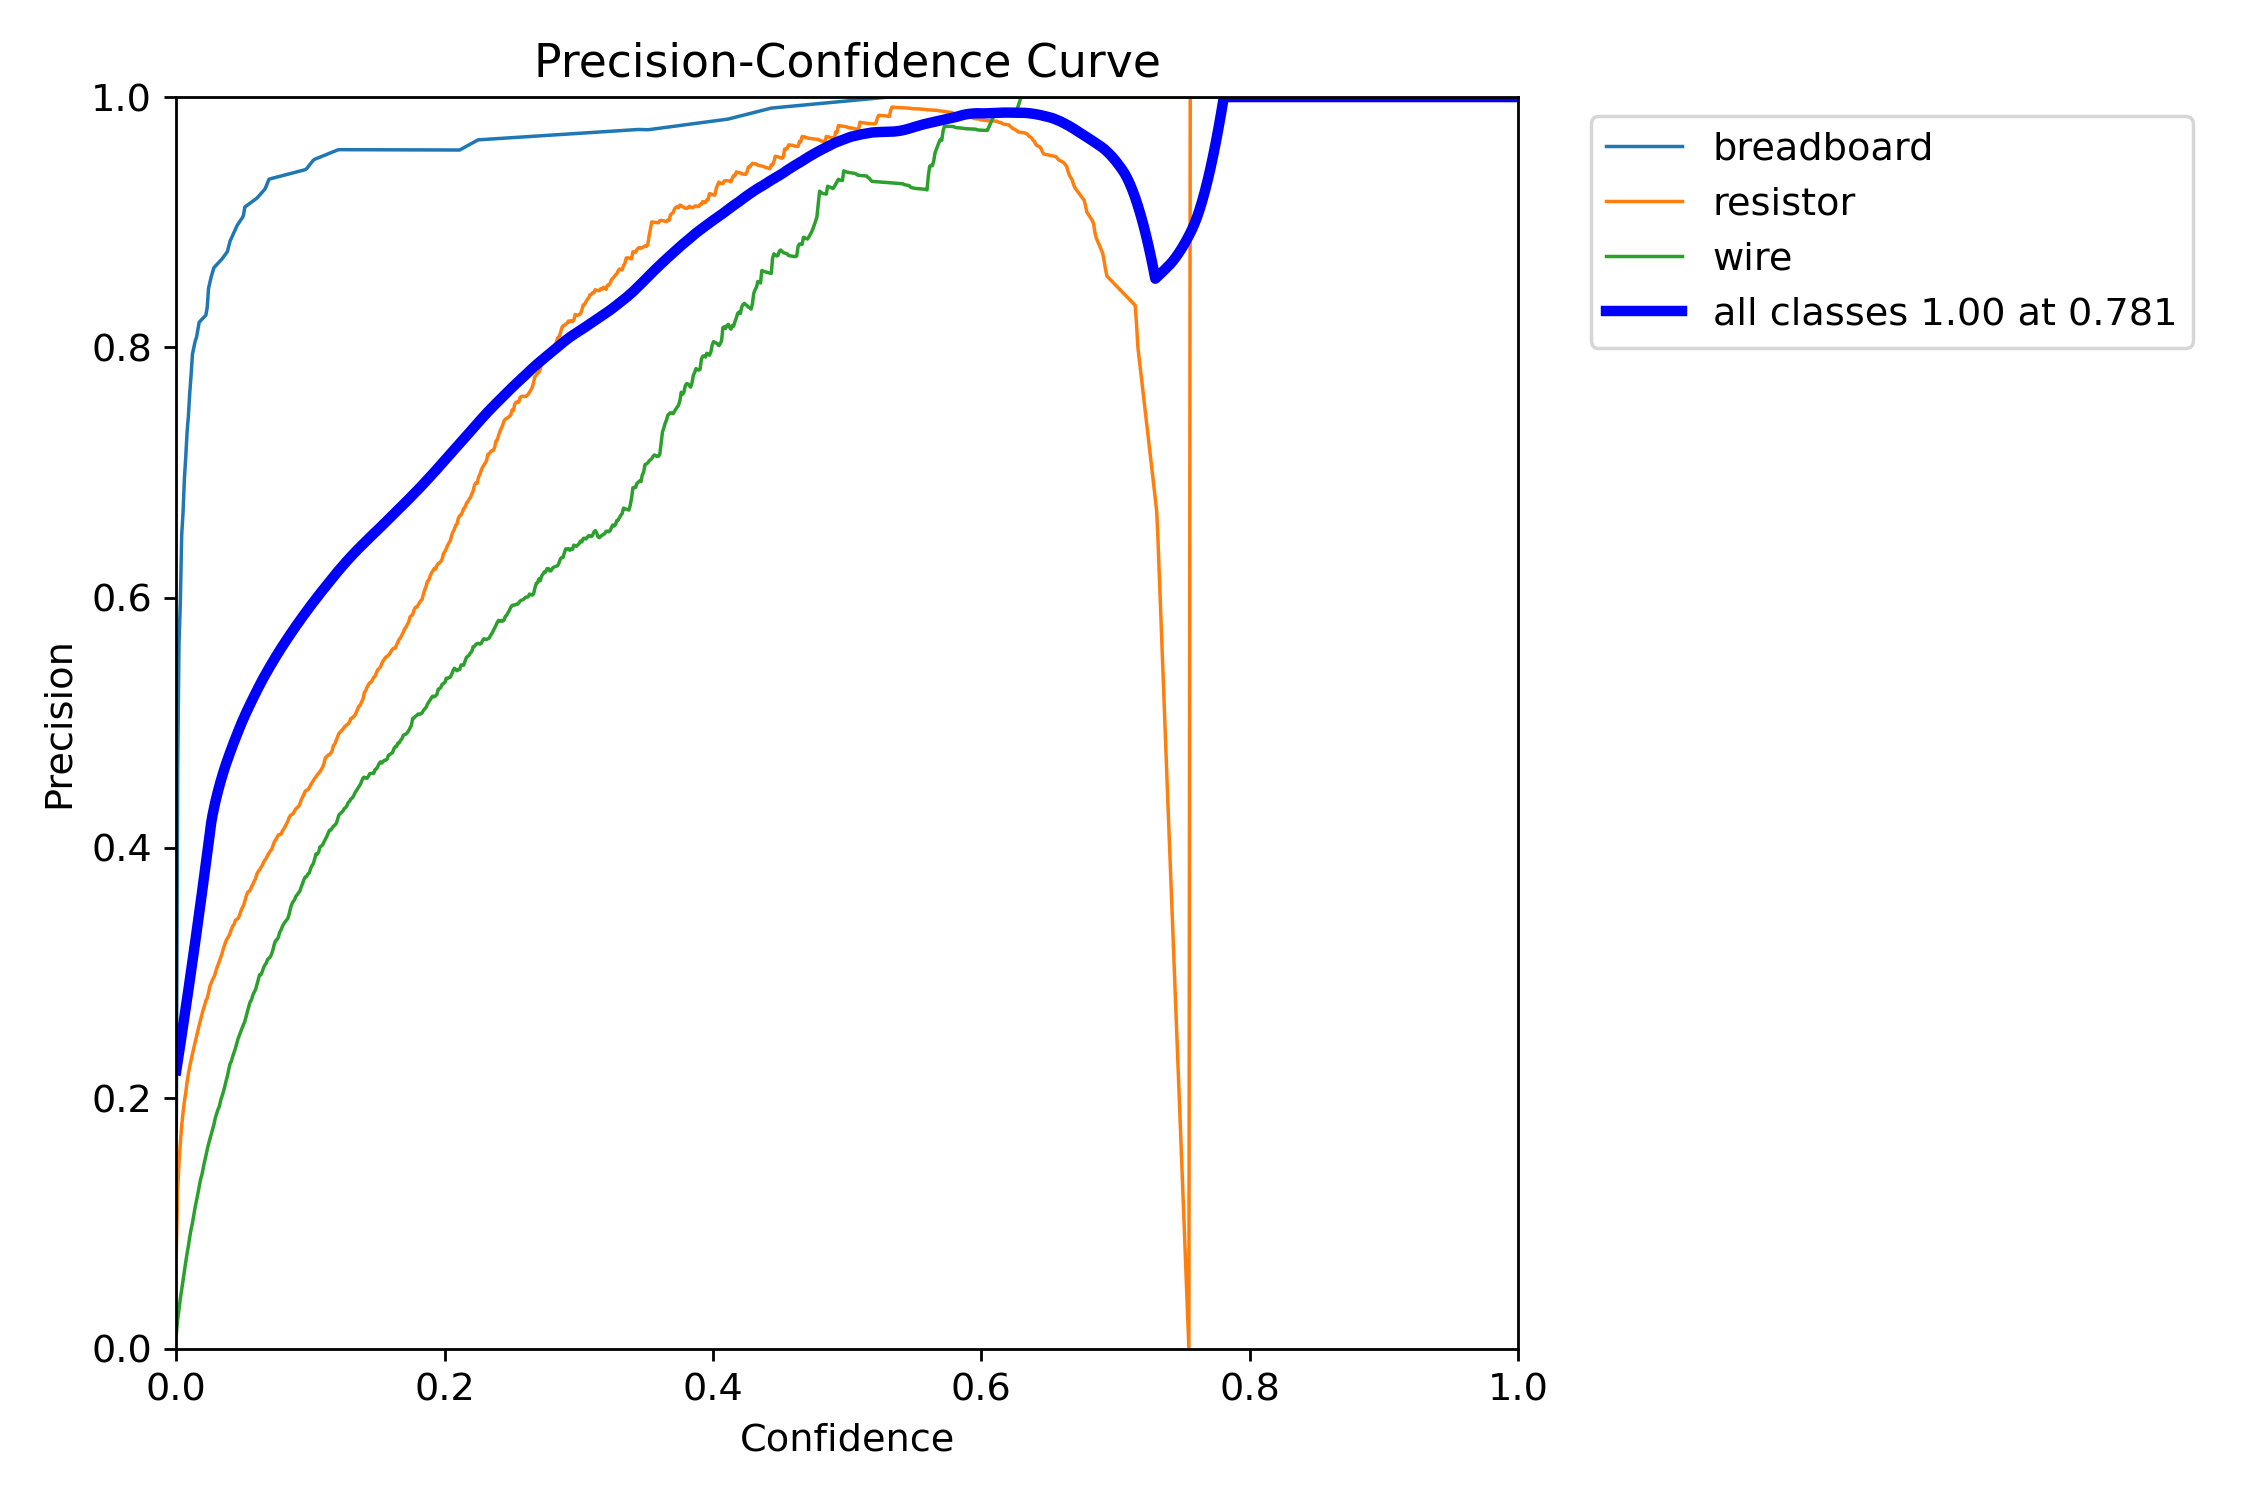 Precision-Confidence Curve
1.0
0.8
0.6
0.4
0.2
0.0
Precision
0.0 0.2 0.4 0.6 0.8 1.0
Confidence
breadboard
resistor
wire
all classes 1.00 at 0.781